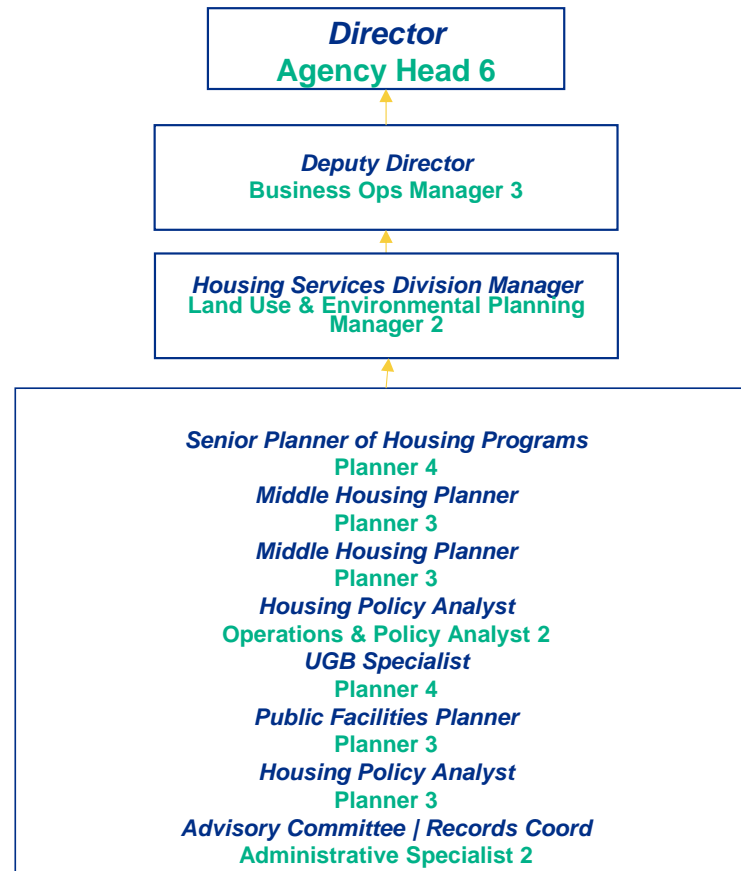 Director
Agency Head 6
Deputy Director
Business Ops Manager 3
Housing Services Division Manager
Land Use & Environmental Planning
Manager 2
Senior Planner of Housing Programs
Planner 4
Middle Housing Planner
Planner 3
Middle Housing Planner
Planner 3
Housing Policy Analyst
Operations & Policy Analyst 2
UGB Specialist
Planner 4
Public Facilities Planner
Planner 3
Housing Policy Analyst
Planner 3
Advisory Committee | Records Coord
Administrative Specialist 2